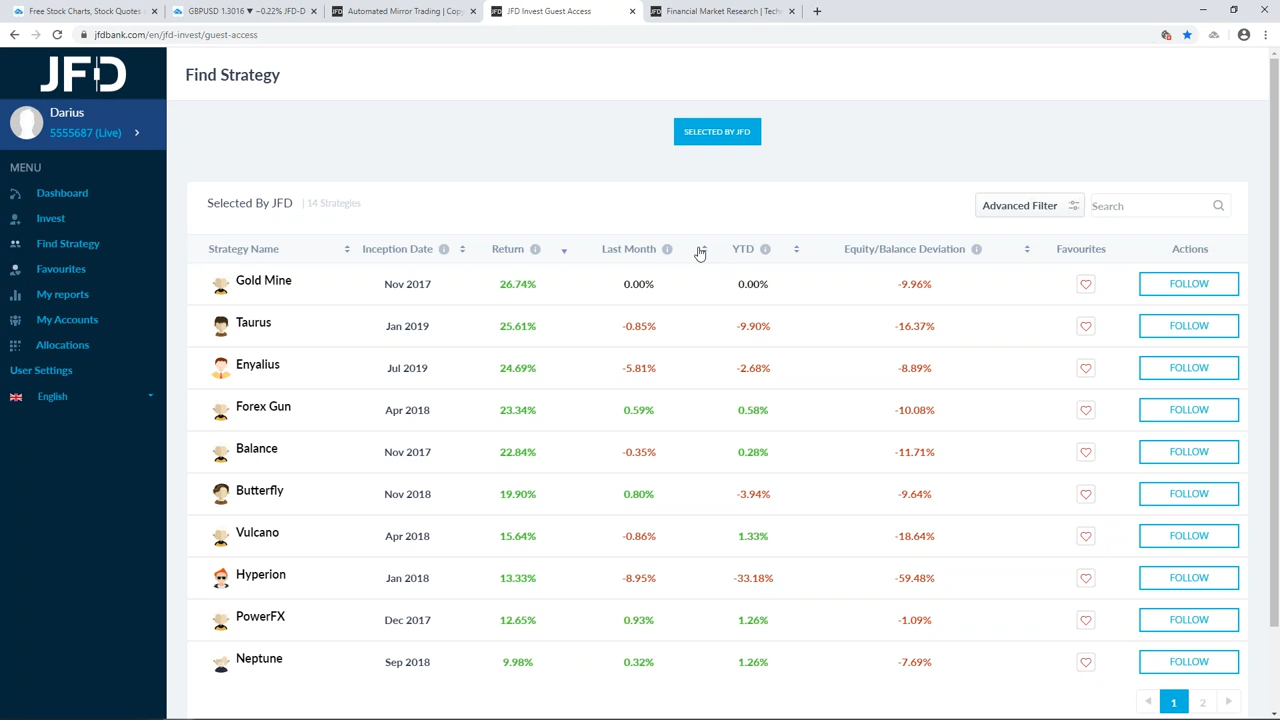 Free Stock Charts, Stock Quotes
GBPUSD 1.3016 ▼ −0.22% JFD-D
JFD Automated Mirror Trading | Copy
JFD JFD Invest Guest Access
JFD Financial Market Research | Tech
jfdbank.com/en/jfd-invest/guest-access
JFD
Darius
5555687 (Live)
MENU
Dashboard
Invest
Find Strategy
Favourites
My reports
My Accounts
Allocations
User Settings
English
Find Strategy
SELECTED BY JFD
Selected By JFD | 14 Strategies
Advanced Filter Search
Strategy Name Inception Date Return Last Month YTD Equity/Balance Deviation Favourites Actions
Gold Mine Nov 2017 26.74% 0.00% 0.00% -9.96% FOLLOW
Taurus Jan 2019 25.61% -0.85% -9.90% -16.37% FOLLOW
Enyalius Jul 2019 24.69% -5.81% -2.68% -8.89% FOLLOW
Forex Gun Apr 2018 23.34% 0.59% 0.58% -10.08% FOLLOW
Balance Nov 2017 22.84% -0.35% 0.28% -11.71% FOLLOW
Butterfly Nov 2018 19.90% 0.80% -3.94% -9.64% FOLLOW
Vulcano Apr 2018 15.64% -0.86% 1.33% -18.64% FOLLOW
Hyperion Jan 2018 13.33% -8.95% -33.18% -59.48% FOLLOW
PowerFX Dec 2017 12.65% 0.93% 1.26% -1.09% FOLLOW
Neptune Sep 2018 9.98% 0.32% 1.26% -7.69% FOLLOW
1 2